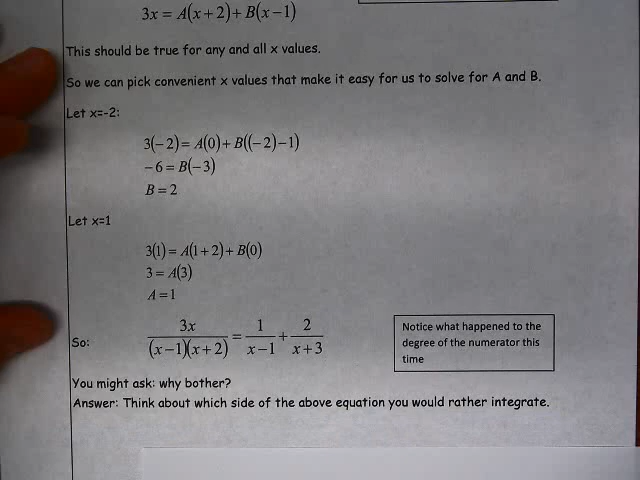 3x = A(x+2) + B(x−1)
This should be true for any and all x values.
So we can pick convenient x values that make it easy for us to solve for A and B.
Let x=-2:
3(−2) = A(0) + B((−2)−1)
−6 = B(−3)
B = 2
Let x=1
3(1) = A(1+2) + B(0)
3 = A(3)
A = 1
So: 3x/((x−1)(x+2)) = 1/(x−1) + 2/(x+3)
Notice what happened to the
degree of the numerator this
time
You might ask: why bother?
Answer: Think about which side of the above equation you would rather integrate.